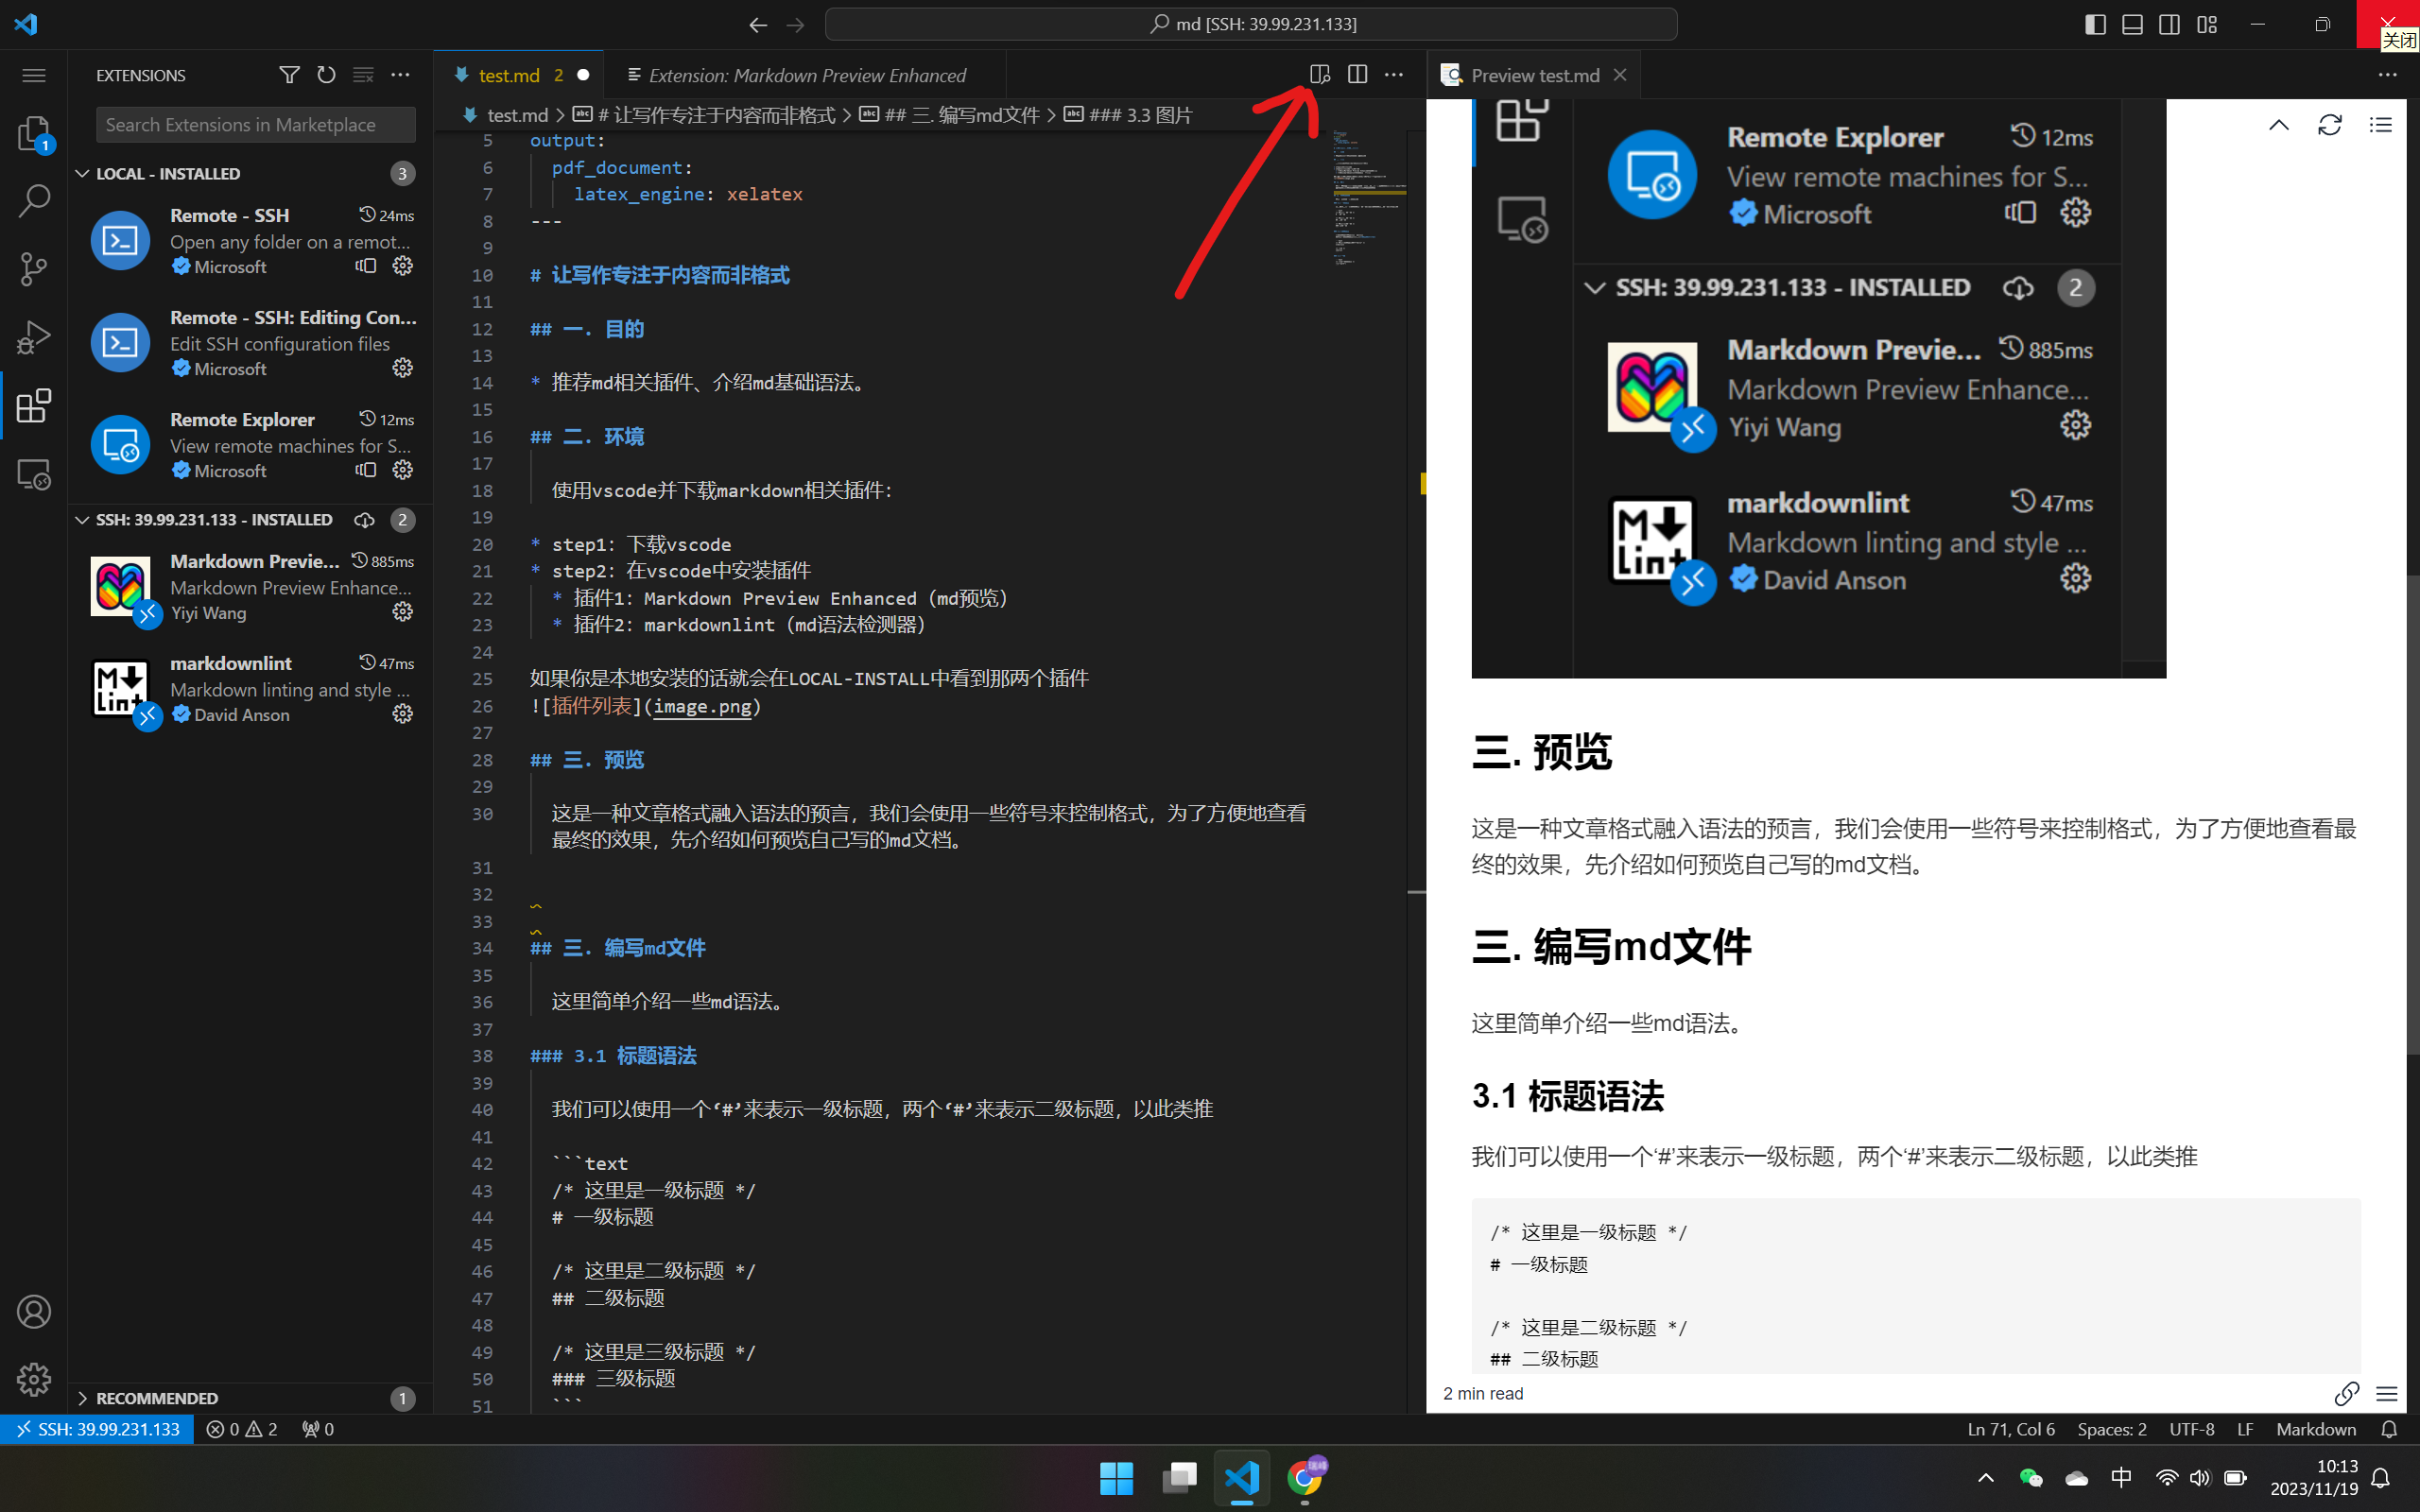 md [SSH: 39.99.231.133]
关闭
EXTENSIONS
Search Extensions in Marketplace
LOCAL - INSTALLED 3
Remote - SSH 24ms
Open any folder on a remot...
Microsoft
Remote - SSH: Editing Con...
Edit SSH configuration files
Microsoft
Remote Explorer 12ms
View remote machines for S...
Microsoft
SSH: 39.99.231.133 - INSTALLED 2
Markdown Previe... 885ms
Markdown Preview Enhance...
Yiyi Wang
markdownlint 47ms
Markdown linting and style ...
David Anson
RECOMMENDED 1
1
test.md 2
Extension: Markdown Preview Enhanced
test.md > # 让写作专注于内容而非格式 > ## 三. 编写md文件 > ### 3.3 图片
5 output:
6 pdf_document:
7 latex_engine: xelatex
8 ---
9
10 # 让写作专注于内容而非格式
11
12 ## 一. 目的
13
14 * 推荐md相关插件、介绍md基础语法。
15
16 ## 二. 环境
17
18 使用vscode并下载markdown相关插件：
19
20 * step1: 下载vscode
21 * step2: 在vscode中安装插件
22 * 插件1: Markdown Preview Enhanced（md预览）
23 * 插件2: markdownlint（md语法检测器）
24
25 如果你是本地安装的话就会在LOCAL-INSTALL中看到那两个插件
26 ![插件列表](image.png)
27
28 ## 三. 预览
29
30 这是一种文章格式融入语法的预言，我们会使用一些符号来控制格式，为了方便地查看
最终的效果，先介绍如何预览自己写的md文档。
31
32
33
34 ## 三. 编写md文件
35
36 这里简单介绍一些md语法。
37
38 ### 3.1 标题语法
39
40 我们可以使用一个‘#’来表示一级标题，两个‘#’来表示二级标题，以此类推
41
42 ```text
43 /* 这里是一级标题 */
44 # 一级标题
45
46 /* 这里是二级标题 */
47 ## 二级标题
48
49 /* 这里是三级标题 */
50 ### 三级标题
51 ```
Preview test.md
Remote Explorer 12ms
View remote machines for S...
Microsoft
SSH: 39.99.231.133 - INSTALLED 2
Markdown Previe... 885ms
Markdown Preview Enhance...
Yiyi Wang
markdownlint 47ms
Markdown linting and style ...
David Anson
三. 预览
这是一种文章格式融入语法的预言，我们会使用一些符号来控制格式，为了方便地查看最
终的效果，先介绍如何预览自己写的md文档。
三. 编写md文件
这里简单介绍一些md语法。
3.1 标题语法
我们可以使用一个‘#’来表示一级标题，两个‘#’来表示二级标题，以此类推
/* 这里是一级标题 */
# 一级标题
/* 这里是二级标题 */
## 二级标题
2 min read
SSH: 39.99.231.133 0 2 0
Ln 71, Col 6 Spaces: 2 UTF-8 LF Markdown
中
10:13
2023/11/19